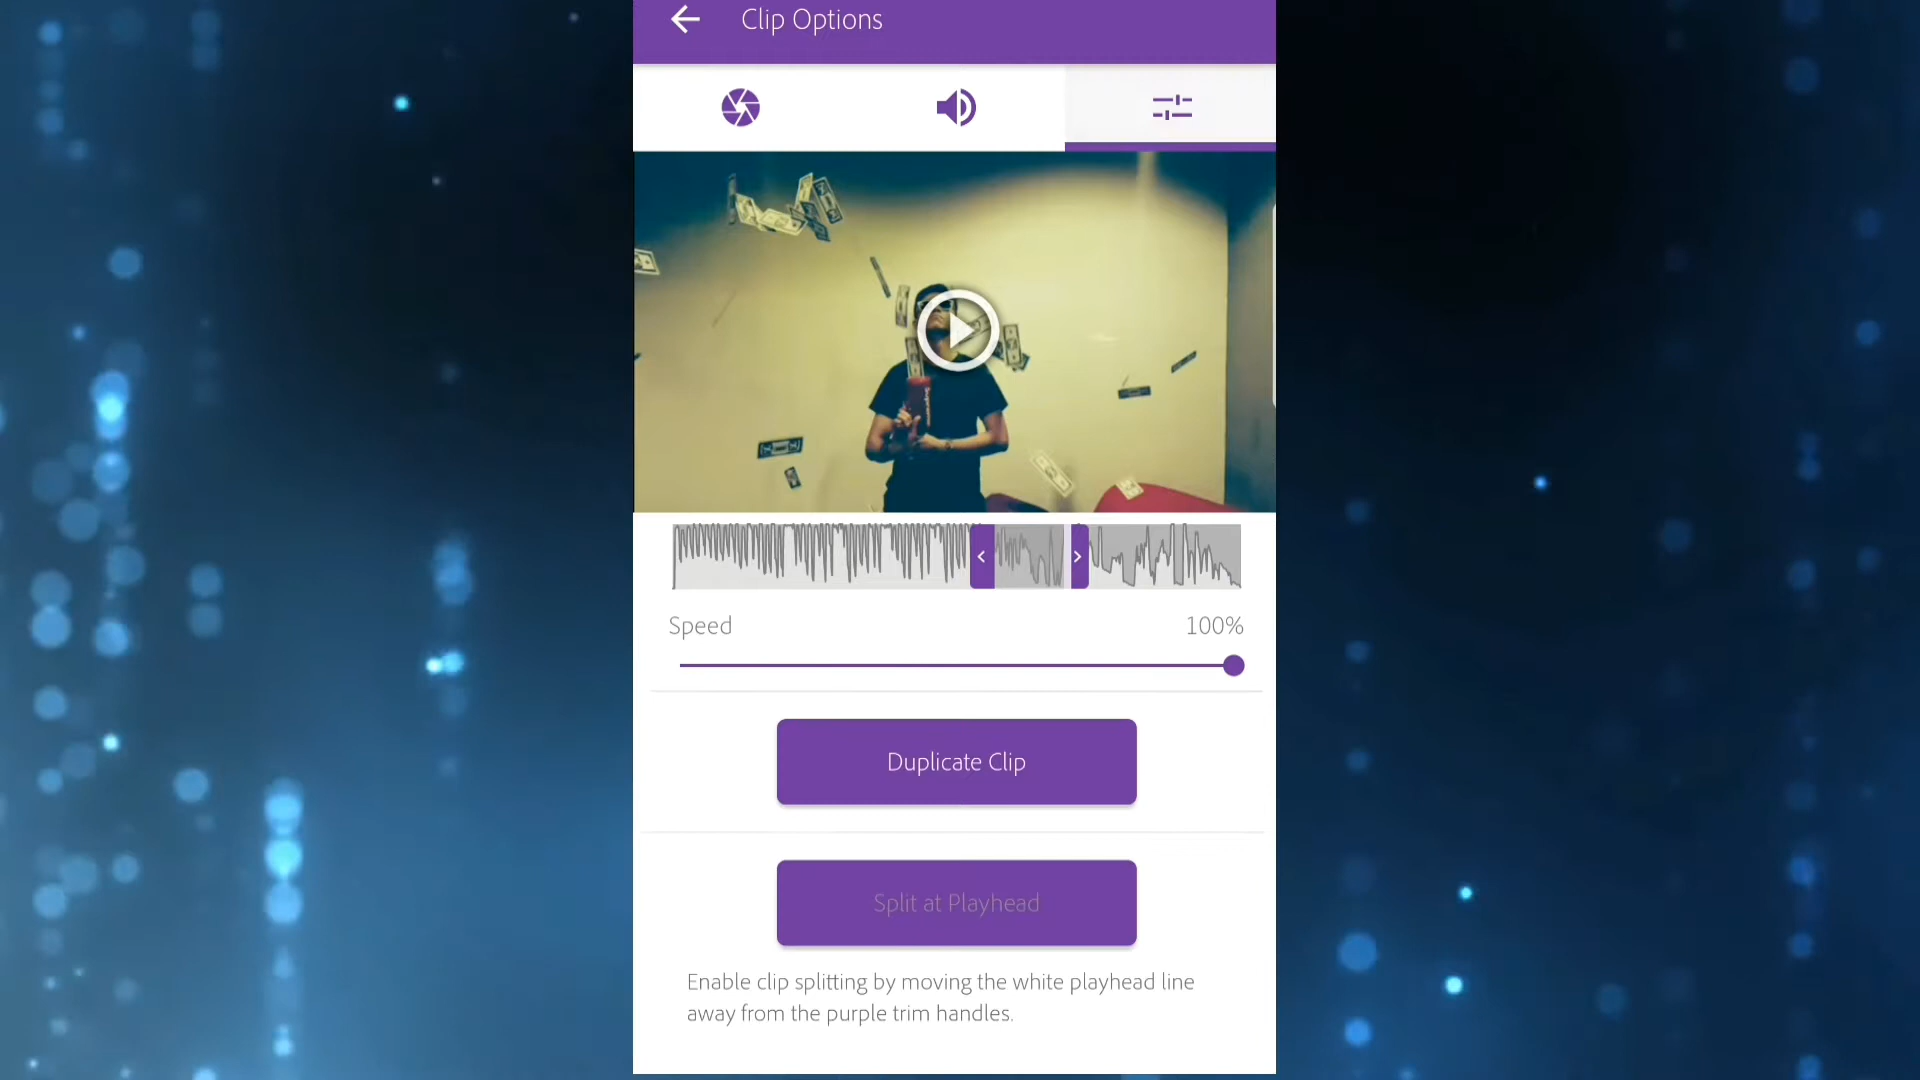 Clip Options
Speed 100%
Duplicate Clip
Split at Playhead
Enable clip splitting by moving the white playhead line
away from the purple trim handles.